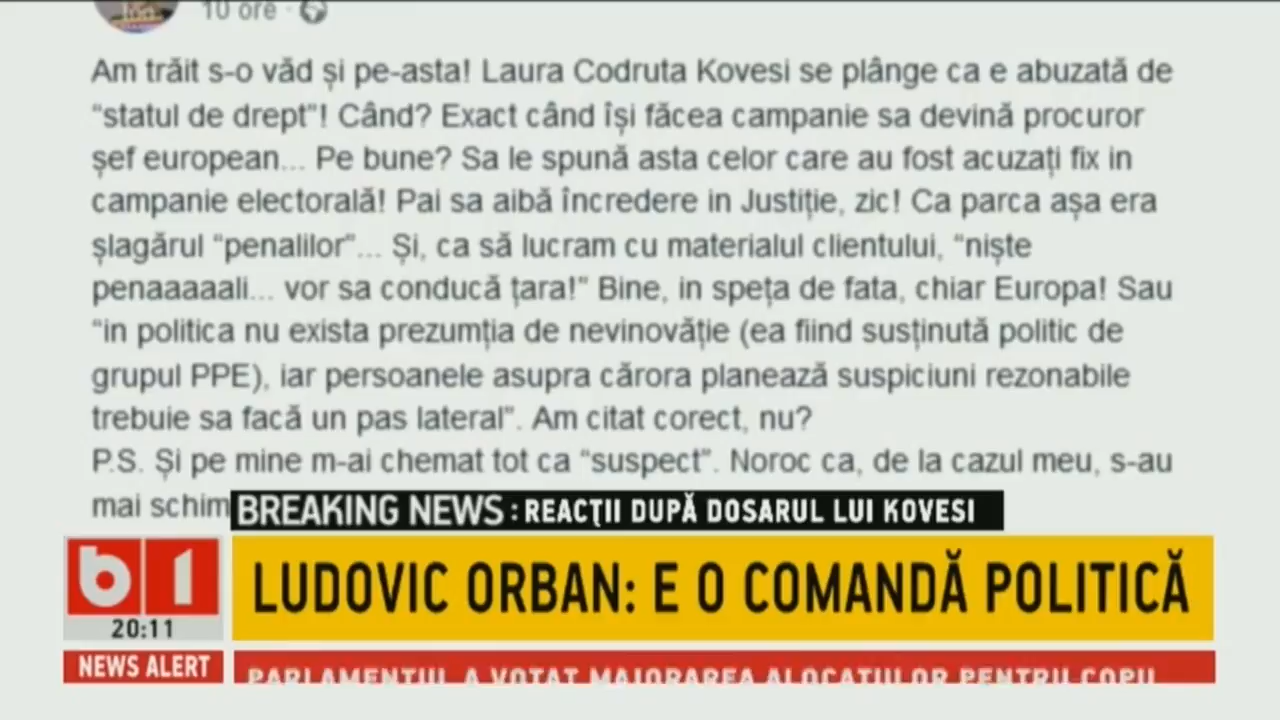 10 ore
Am trăit s-o văd și pe-asta! Laura Codruta Kovesi se plânge ca e abuzată de
“statul de drept”! Când? Exact când își făcea campanie sa devină procuror
șef european... Pe bune? Sa le spună asta celor care au fost acuzați fix in
campanie electorală! Pai sa aibă încredere in Justiție, zic! Ca parca așa era
șlagărul “penalilor”... Și, ca să lucram cu materialul clientului, “niște
penaaaaali... vor sa conducă țara!” Bine, in speța de fata, chiar Europa! Sau
“in politica nu exista prezumția de nevinovăție (ea fiind susținută politic de
grupul PPE), iar persoanele asupra cărora planează suspiciuni rezonabile
trebuie sa facă un pas lateral”. Am citat corect, nu?
P.S. Și pe mine m-ai chemat tot ca “suspect”. Noroc ca, de la cazul meu, s-au
mai schim
BREAKING NEWS : REACȚII DUPĂ DOSARUL LUI KOVESI
b1
LUDOVIC ORBAN: E O COMANDĂ POLITICĂ
20:11
NEWS ALERT
PARLAMENTUL A VOTAT MAJORAREA ALOCAȚIILOR PENTRU COPII